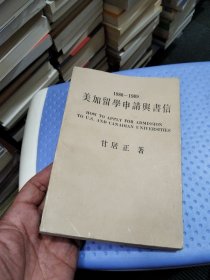 1988-1989
美加留學申請與書信
HOW TO APPLY FOR ADMISSION
TO U.S. AND CANADIAN UNIVERSITIES
甘居正 著